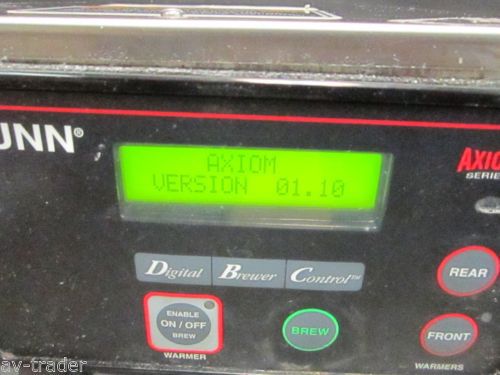 UNN®
AXIOM
VERSION 01.10
AXIO
SERIE
Digital Brewer Control™
REAR
ENABLE
ON / OFF
BREW
WARMER
BREW
FRONT
WARMERS
av-trader